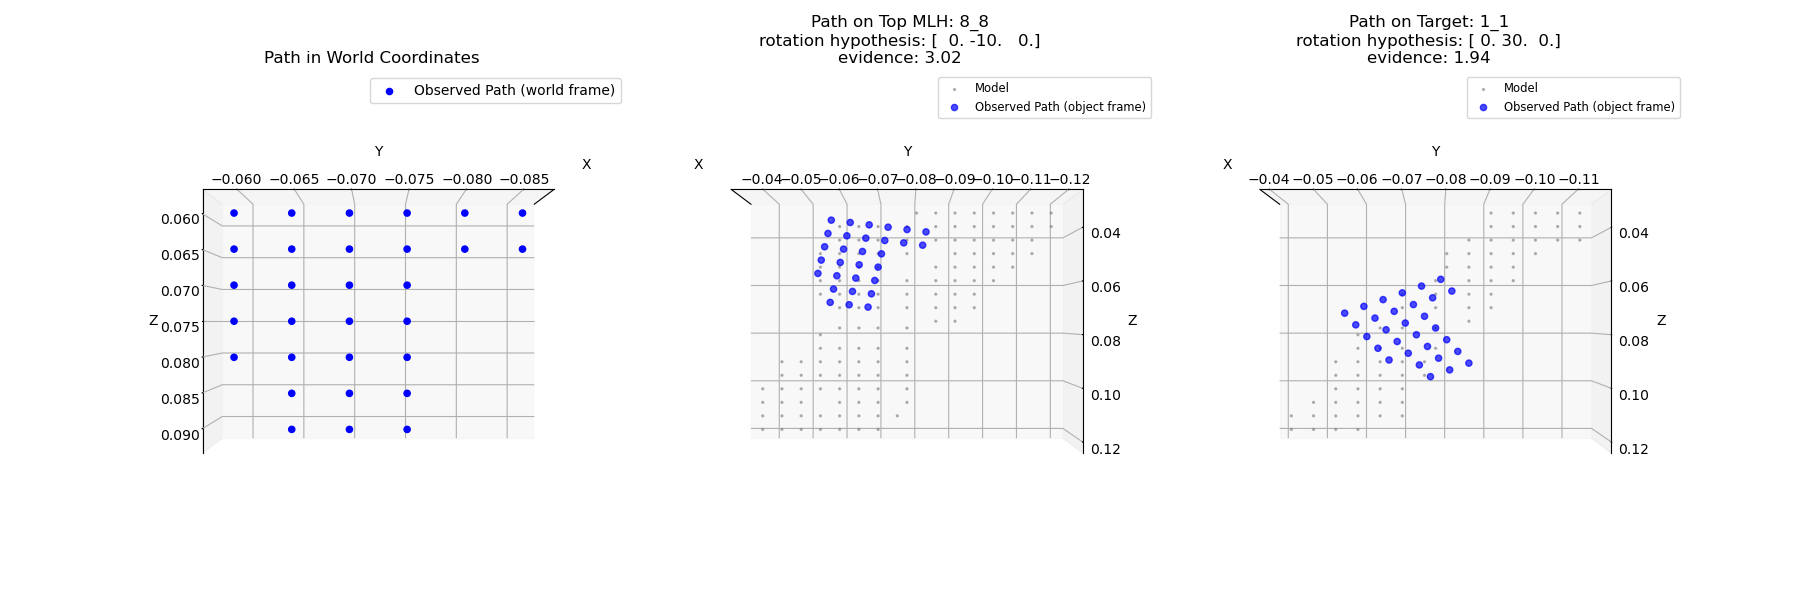 Path in World Coordinates
Observed Path (world frame)
Y
X
−0.060 −0.065 −0.070 −0.075 −0.080 −0.085
0.060
0.065
0.070
Z
0.075
0.080
0.085
0.090
Path on Top MLH: 8_8
rotation hypothesis: [  0. -10.   0.]
evidence: 3.02
Model
Observed Path (object frame)
Y
X
−0.04 −0.05 −0.06 −0.07 −0.08 −0.09 −0.10 −0.11 −0.12
0.04
0.06
Z
0.08
0.10
0.12
Path on Target: 1_1
rotation hypothesis: [ 0. 30.  0.]
evidence: 1.94
Model
Observed Path (object frame)
Y
X
−0.04 −0.05 −0.06 −0.07 −0.08 −0.09 −0.10 −0.11
0.04
0.06
Z
0.08
0.10
0.12